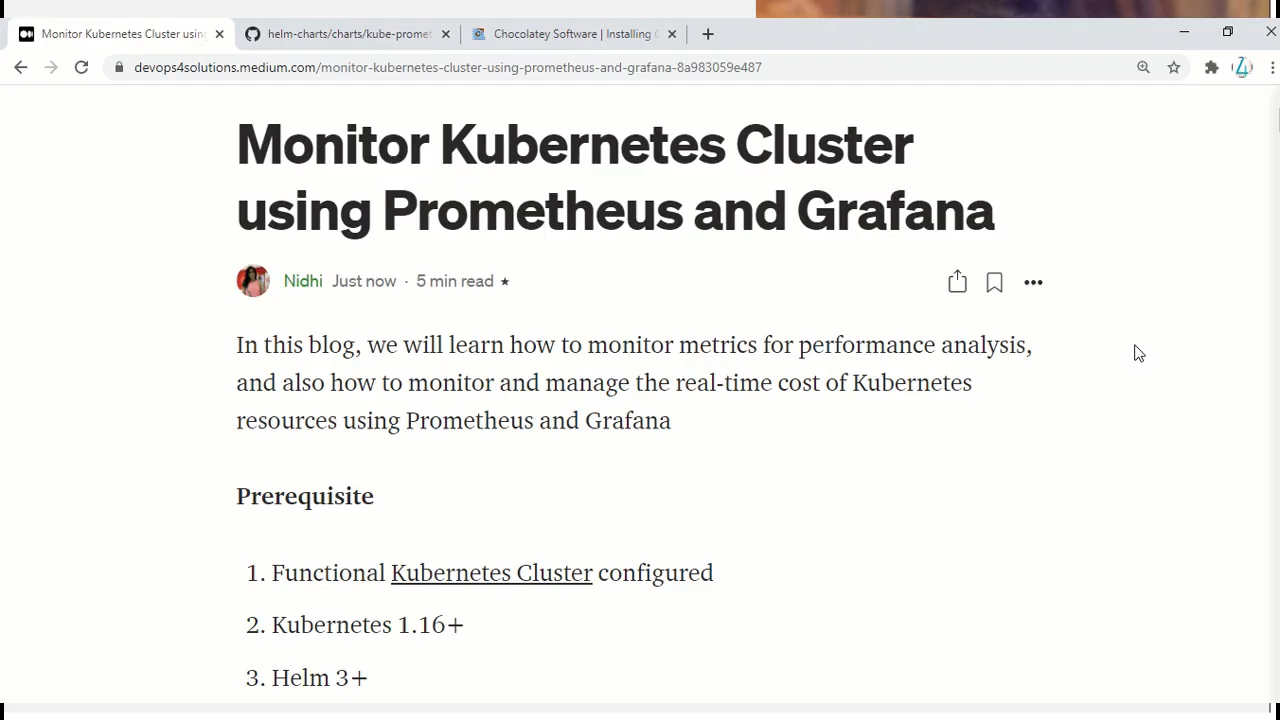 Monitor Kubernetes Cluster usin
helm-charts/charts/kube-promet
Chocolatey Software | Installing C
devops4solutions.medium.com/monitor-kubernetes-cluster-using-prometheus-and-grafana-8a983059e487
Monitor Kubernetes Cluster
using Prometheus and Grafana
Nidhi Just now · 5 min read ★
In this blog, we will learn how to monitor metrics for performance analysis,
and also how to monitor and manage the real-time cost of Kubernetes
resources using Prometheus and Grafana
Prerequisite
1. Functional Kubernetes Cluster configured
2. Kubernetes 1.16+
3. Helm 3+